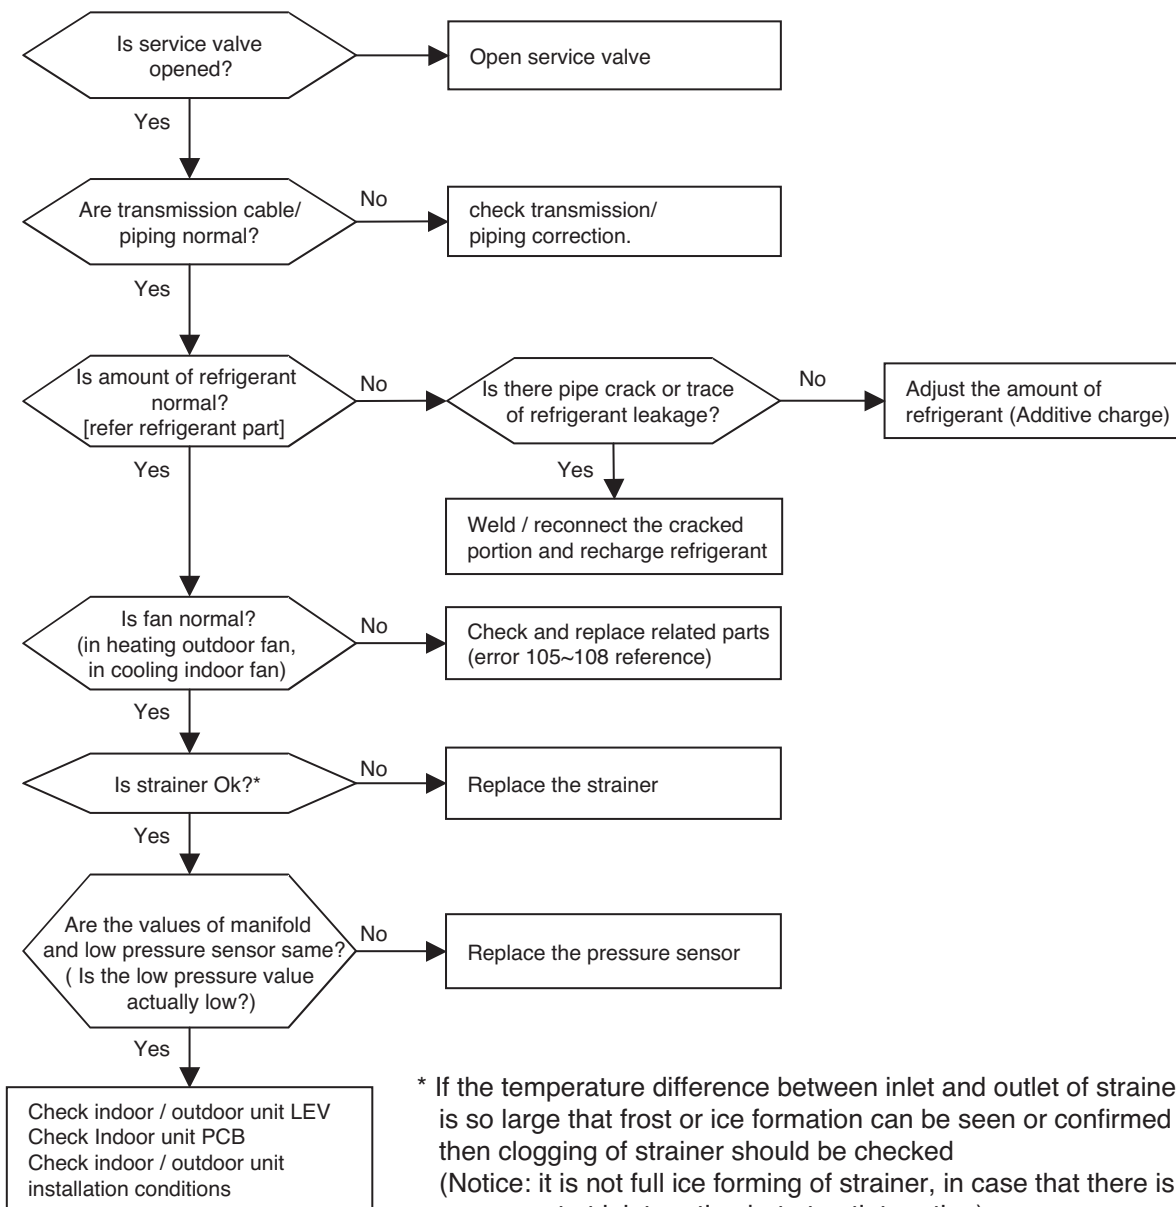 Is service valve
opened?
Open service valve
Yes
Are transmission cable/
piping normal?
No
check transmission/
piping correction.
Yes
Is amount of refrigerant
normal?
[refer refrigerant part]
No
Is there pipe crack or trace
of refrigerant leakage?
No
Adjust the amount of
refrigerant (Additive charge)
Yes
Yes
Weld / reconnect the cracked
portion and recharge refrigerant
Is fan normal?
(in heating outdoor fan,
in cooling indoor fan)
No
Check and replace related parts
(error 105~108 reference)
Yes
Is strainer Ok?*
No
Replace the strainer
Yes
Are the values of manifold
and low pressure sensor same?
( Is the low pressure value
actually low?)
No
Replace the pressure sensor
Yes
Check indoor / outdoor unit LEV
Check Indoor unit PCB
Check indoor / outdoor unit
installation conditions
* If the temperature difference between inlet and outlet of straine
is so large that frost or ice formation can be seen or confirmed
then clogging of strainer should be checked
(Notice: it is not full ice forming of strainer, in case that there is